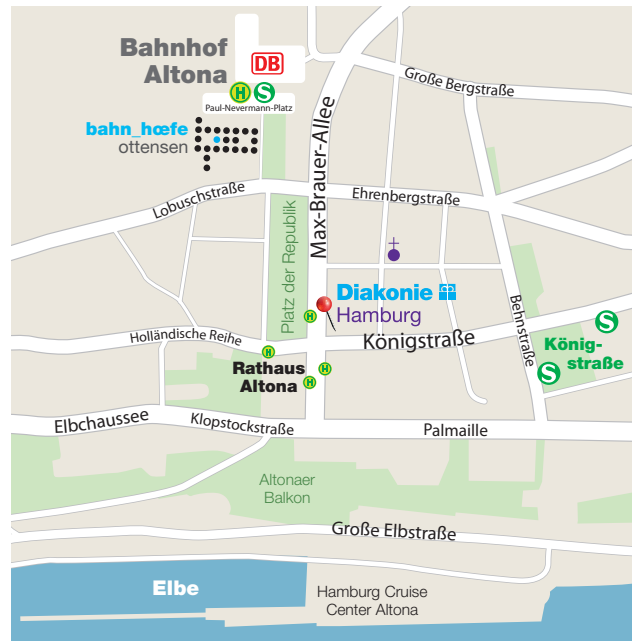 Bahnhof
Altona
DB
H
S
Paul-Nevermann-Platz
Große Bergstraße
bahn_hœfe
ottensen
Max-Brauer-Allee
Lobuschstraße
Ehrenbergstraße
Platz der Republik
Diakonie
Hamburg
H
Behnstraße
S
Holländische Reihe
Königstraße
König-
straße
S
H
Rathaus
Altona
H
H
Elbchaussee
Klopstockstraße
Palmaille
Altonaer
Balkon
Große Elbstraße
Elbe
Hamburg Cruise
Center Altona